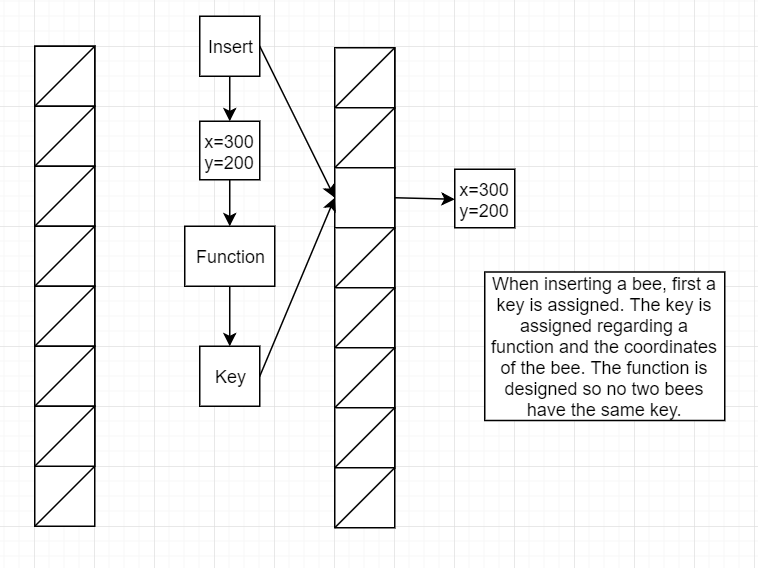 Insert
x=300
y=200
Function
Key
x=300
y=200
When inserting a bee, first a
key is assigned. The key is
assigned regarding a
function and the coordinates
of the bee. The function is
designed so no two bees
have the same key.